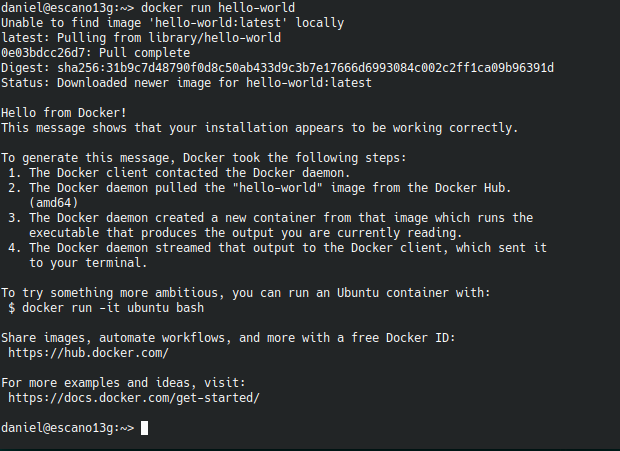 daniel@escano13g:~> docker run hello-world
Unable to find image 'hello-world:latest' locally
latest: Pulling from library/hello-world
0e03bdcc26d7: Pull complete
Digest: sha256:31b9c7d48790f0d8c50ab433d9c3b7e17666d6993084c002c2ff1ca09b96391d
Status: Downloaded newer image for hello-world:latest

Hello from Docker!
This message shows that your installation appears to be working correctly.

To generate this message, Docker took the following steps:
 1. The Docker client contacted the Docker daemon.
 2. The Docker daemon pulled the "hello-world" image from the Docker Hub.
    (amd64)
 3. The Docker daemon created a new container from that image which runs the
    executable that produces the output you are currently reading.
 4. The Docker daemon streamed that output to the Docker client, which sent it
    to your terminal.

To try something more ambitious, you can run an Ubuntu container with:
 $ docker run -it ubuntu bash

Share images, automate workflows, and more with a free Docker ID:
 https://hub.docker.com/

For more examples and ideas, visit:
 https://docs.docker.com/get-started/

daniel@escano13g:~>